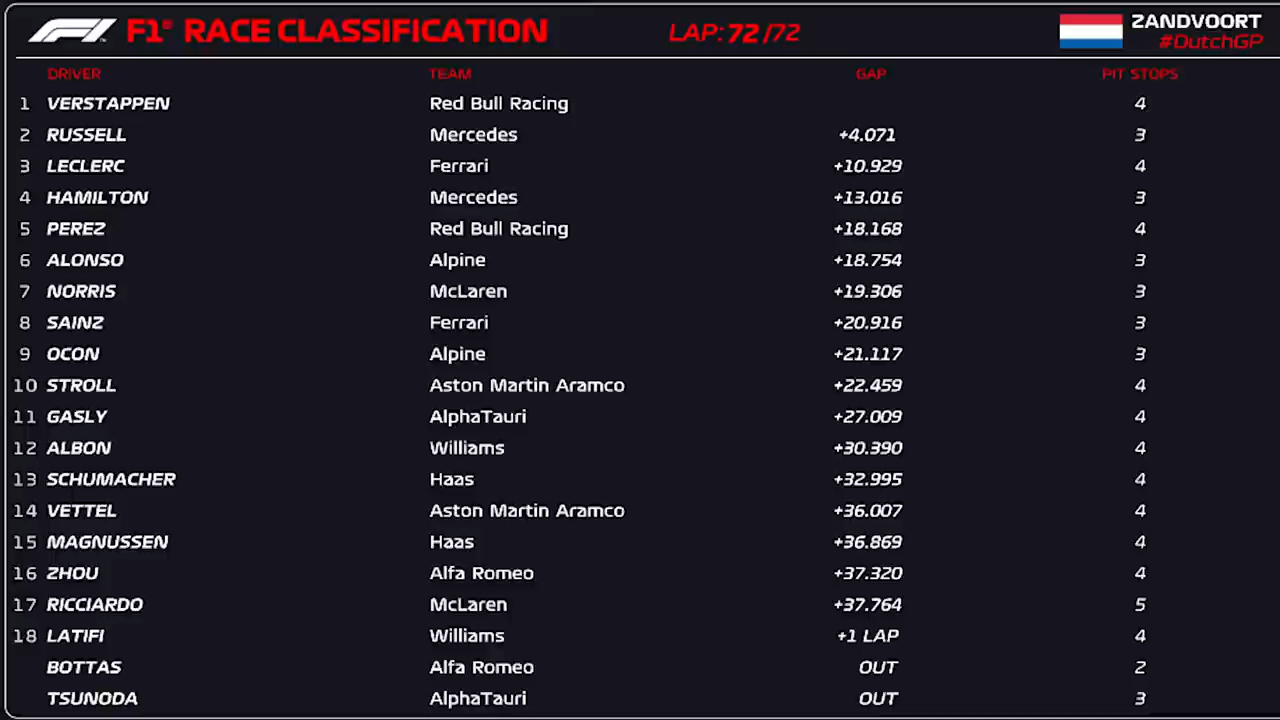 F1® RACE CLASSIFICATION LAP: 72/72 ZANDVOORT
#DutchGP
DRIVER TEAM GAP PIT STOPS
1 VERSTAPPEN Red Bull Racing 4
2 RUSSELL Mercedes +4.071 3
3 LECLERC Ferrari +10.929 4
4 HAMILTON Mercedes +13.016 3
5 PEREZ Red Bull Racing +18.168 4
6 ALONSO Alpine +18.754 3
7 NORRIS McLaren +19.306 3
8 SAINZ Ferrari +20.916 3
9 OCON Alpine +21.117 3
10 STROLL Aston Martin Aramco +22.459 4
11 GASLY AlphaTauri +27.009 4
12 ALBON Williams +30.390 4
13 SCHUMACHER Haas +32.995 4
14 VETTEL Aston Martin Aramco +36.007 4
15 MAGNUSSEN Haas +36.869 4
16 ZHOU Alfa Romeo +37.320 4
17 RICCIARDO McLaren +37.764 5
18 LATIFI Williams +1 LAP 4
BOTTAS Alfa Romeo OUT 2
TSUNODA AlphaTauri OUT 3